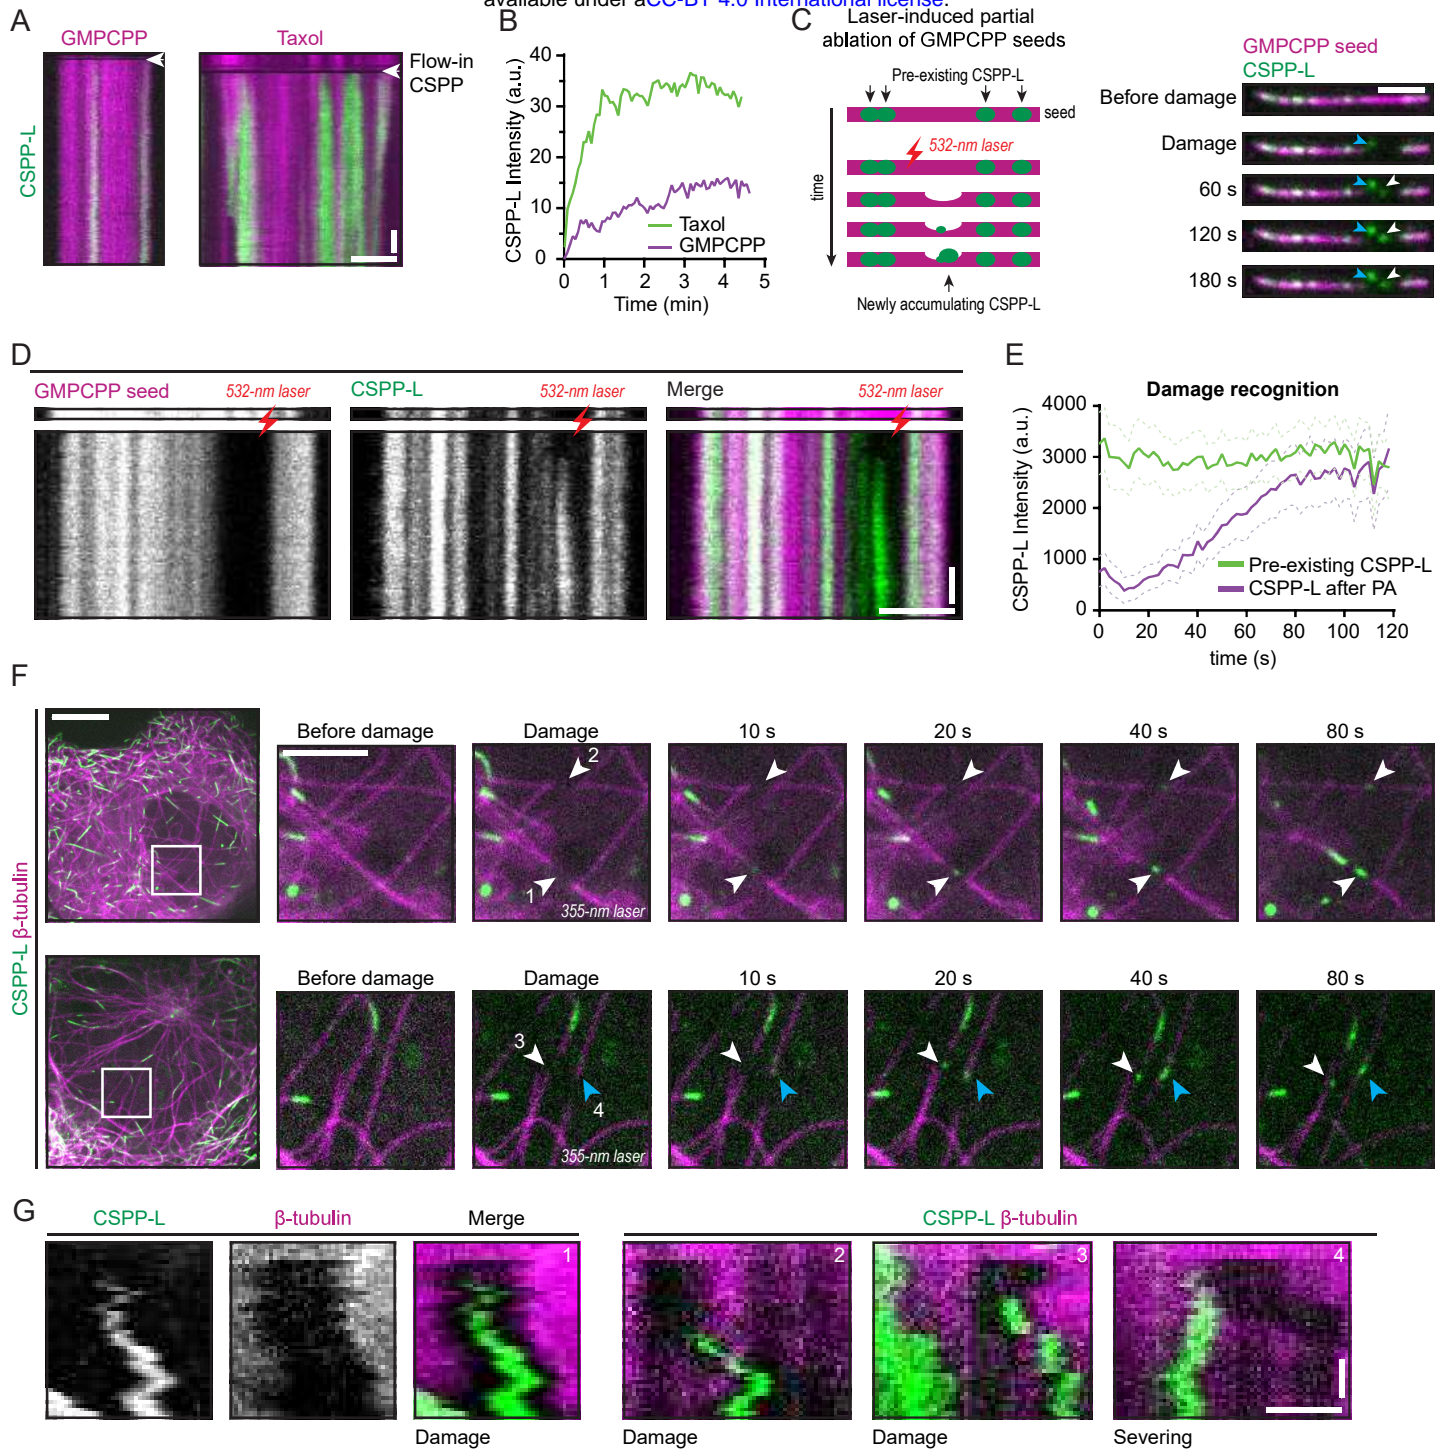 available under aCC-BY 4.0 International license.
A
GMPCPP
Taxol
Flow-in
CSPP
CSPP-L
B
CSPP-L Intensity (a.u.)
40
30
20
10
0
0 1 2 3 4 5
Time (min)
Taxol
GMPCPP
C
Laser-induced partial
ablation of GMPCPP seeds
Pre-existing CSPP-L
seed
532-nm laser
time
Newly accumulating CSPP-L
GMPCPP seed
CSPP-L
Before damage
Damage
60 s
120 s
180 s
D
GMPCPP seed
532-nm laser
CSPP-L
532-nm laser
Merge
532-nm laser
E
Damage recognition
CSPP-L Intensity (a.u.)
4000
3000
2000
1000
0
0 20 40 60 80 100 120
time (s)
Pre-existing CSPP-L
CSPP-L after PA
F
CSPP-L β-tubulin
Before damage
Damage
10 s
20 s
40 s
80 s
2
1
355-nm laser
Before damage
Damage
10 s
20 s
40 s
80 s
3
4
355-nm laser
G
CSPP-L
β-tubulin
Merge
CSPP-L β-tubulin
1
2
3
4
Damage
Damage
Damage
Severing